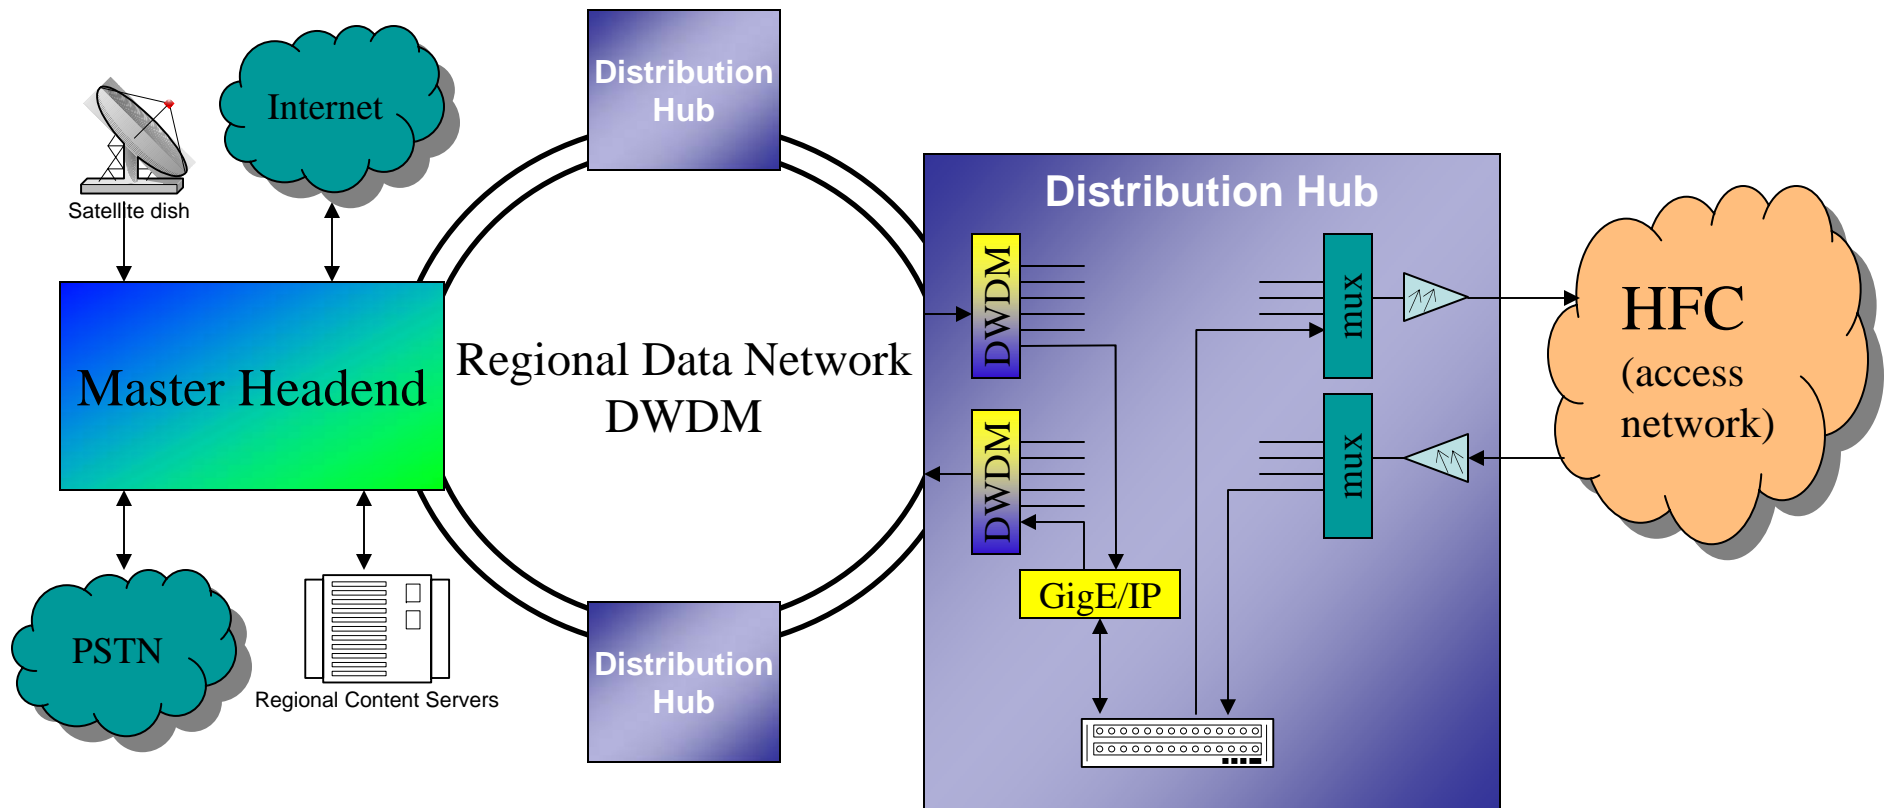 Distribution
Hub
Internet
Satellite dish
Distribution Hub
DWDM
mux
HFC
(access
network)
Master Headend
Regional Data Network
DWDM
DWDM
mux
GigE/IP
PSTN
Regional Content Servers
Distribution
Hub